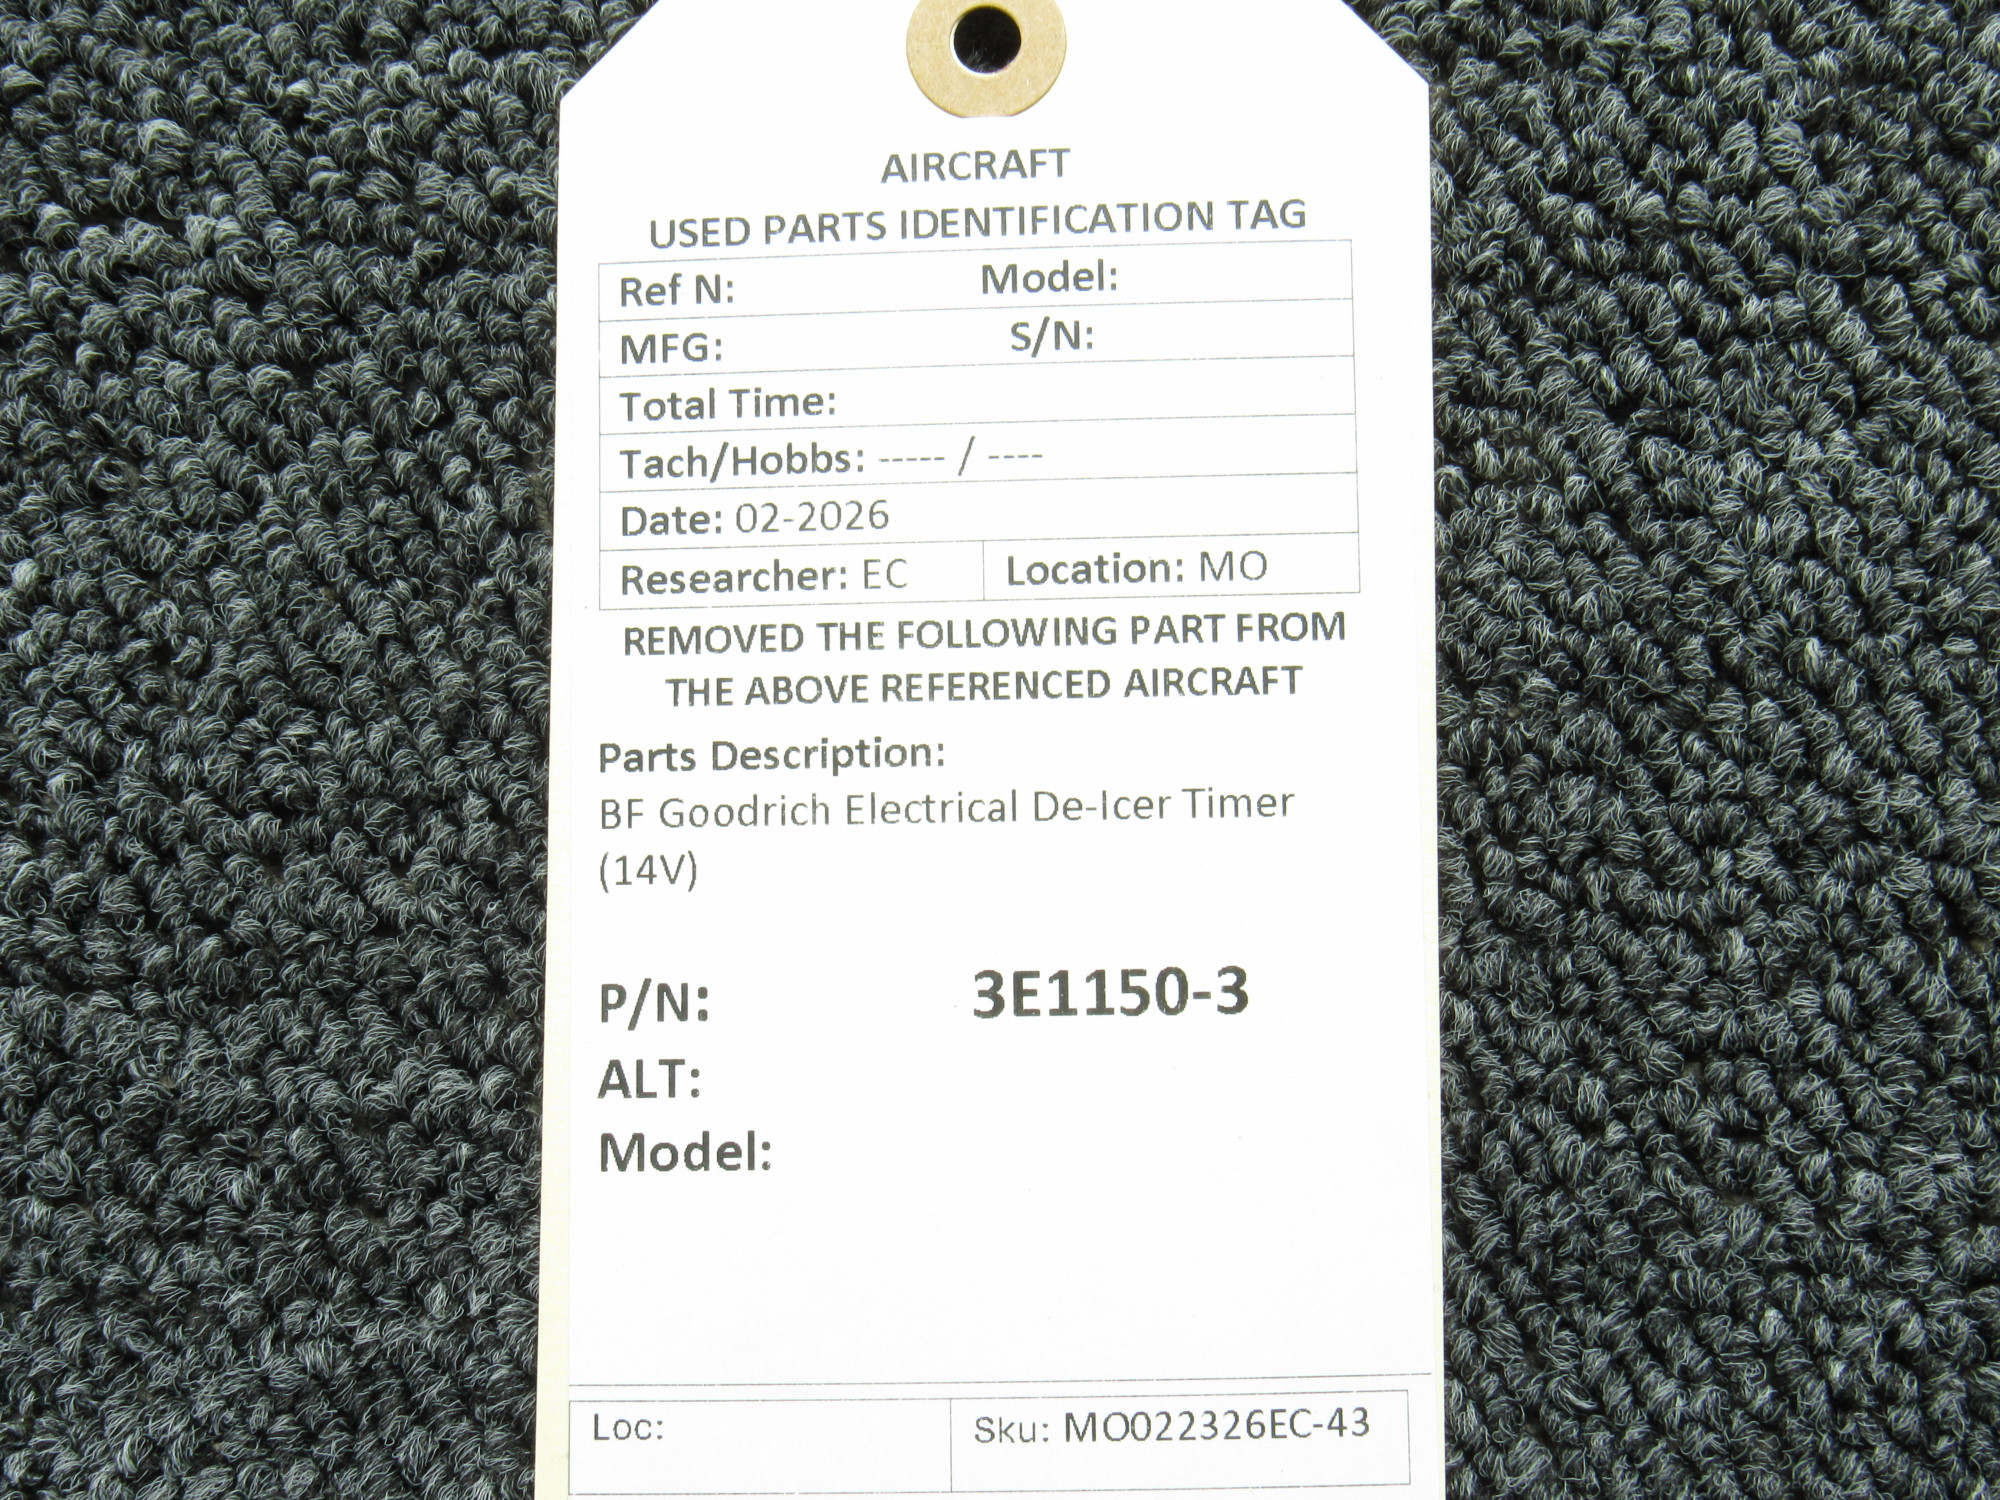 AIRCRAFT
USED PARTS IDENTIFICATION TAG
Ref N: Model:
MFG: S/N:
Total Time:
Tach/Hobbs: ----- / ----
Date: 02-2026
Researcher: EC Location: MO
REMOVED THE FOLLOWING PART FROM
THE ABOVE REFERENCED AIRCRAFT
Parts Description:
BF Goodrich Electrical De-Icer Timer
(14V)
P/N: 3E1150-3
ALT:
Model:
Loc: Sku: MO022326EC-43